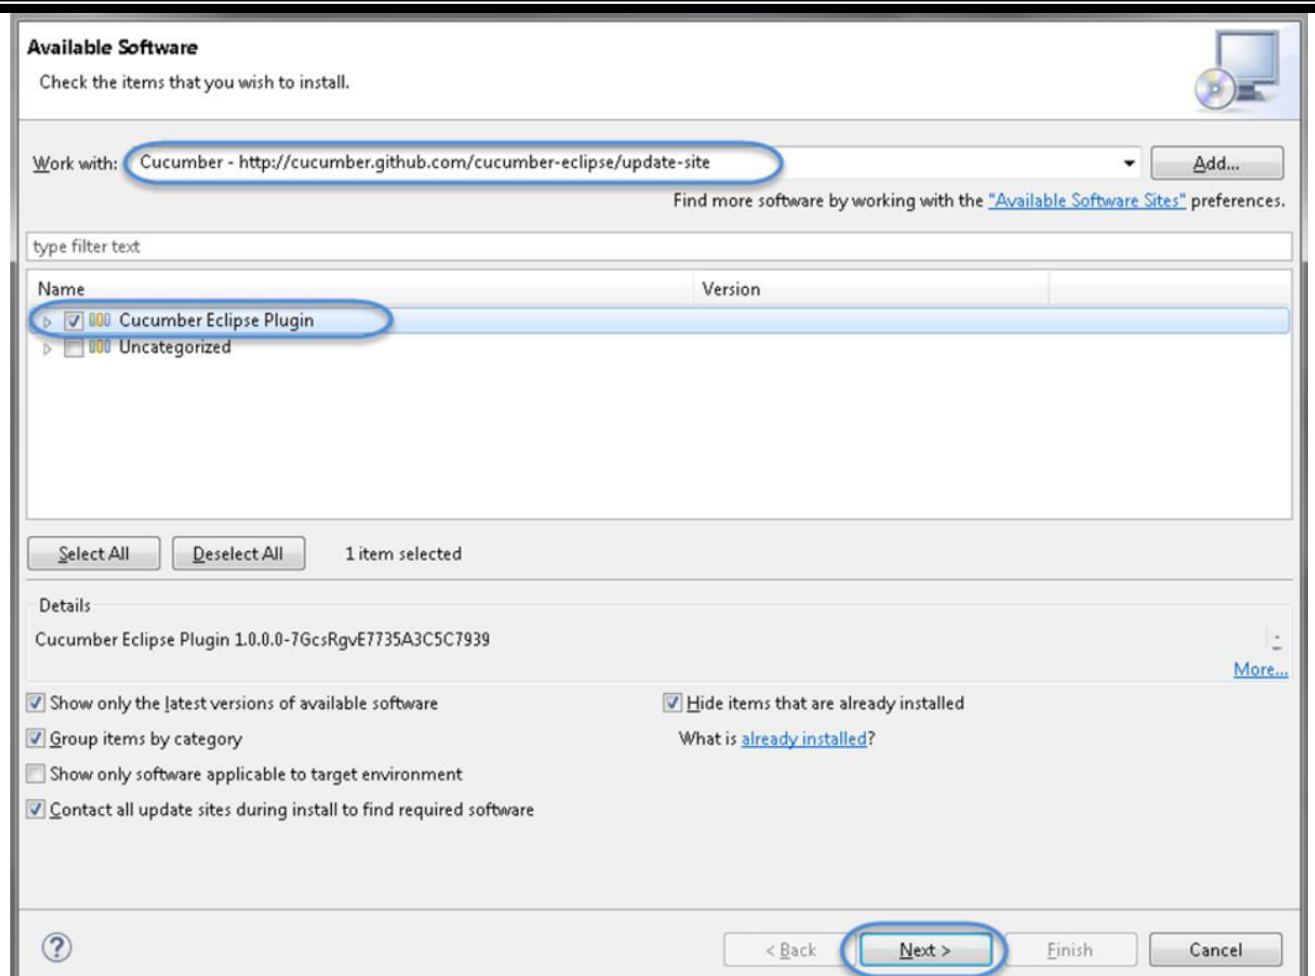 Available Software
Check the items that you wish to install.
Work with: Cucumber - http://cucumber.github.com/cucumber-eclipse/update-site Add...
Find more software by working with the "Available Software Sites" preferences.
type filter text
Name Version
Cucumber Eclipse Plugin
Uncategorized
Select All Deselect All 1 item selected
Details
Cucumber Eclipse Plugin 1.0.0.0-7GcsRgvE7735A3C5C7939
More...
Show only the latest versions of available software Hide items that are already installed
Group items by category What is already installed?
Show only software applicable to target environment
Contact all update sites during install to find required software
? < Back Next > Finish Cancel